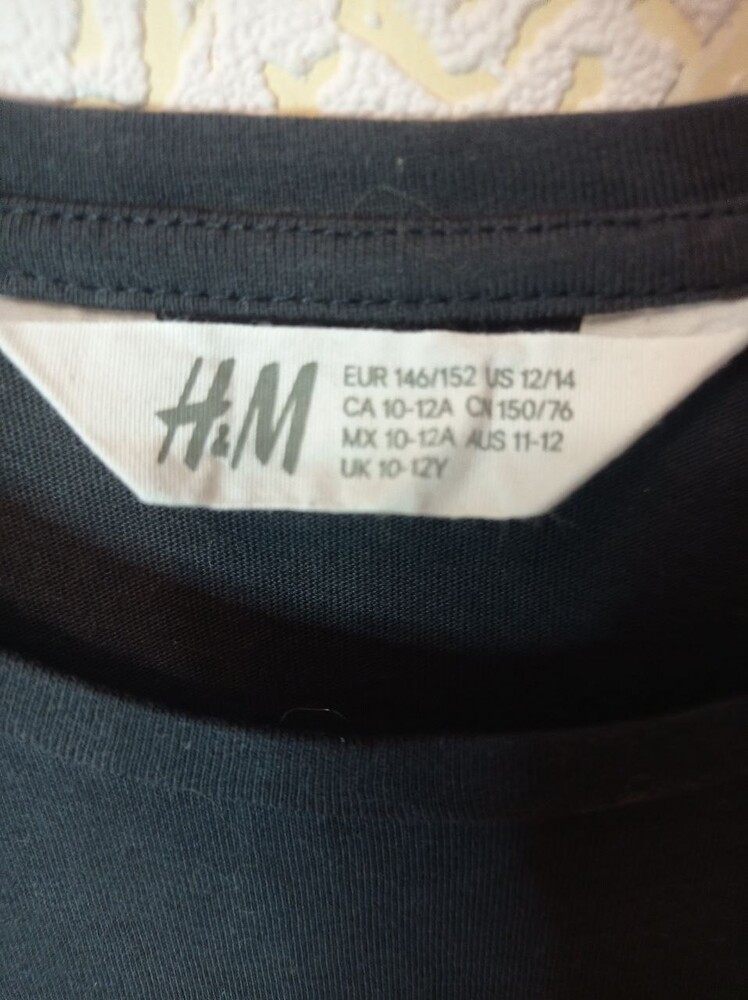 H&M
EUR 146/152 US 12/14
CA 10-12A CN 150/76
MX 10-12A AUS 11-12
UK 10-12Y